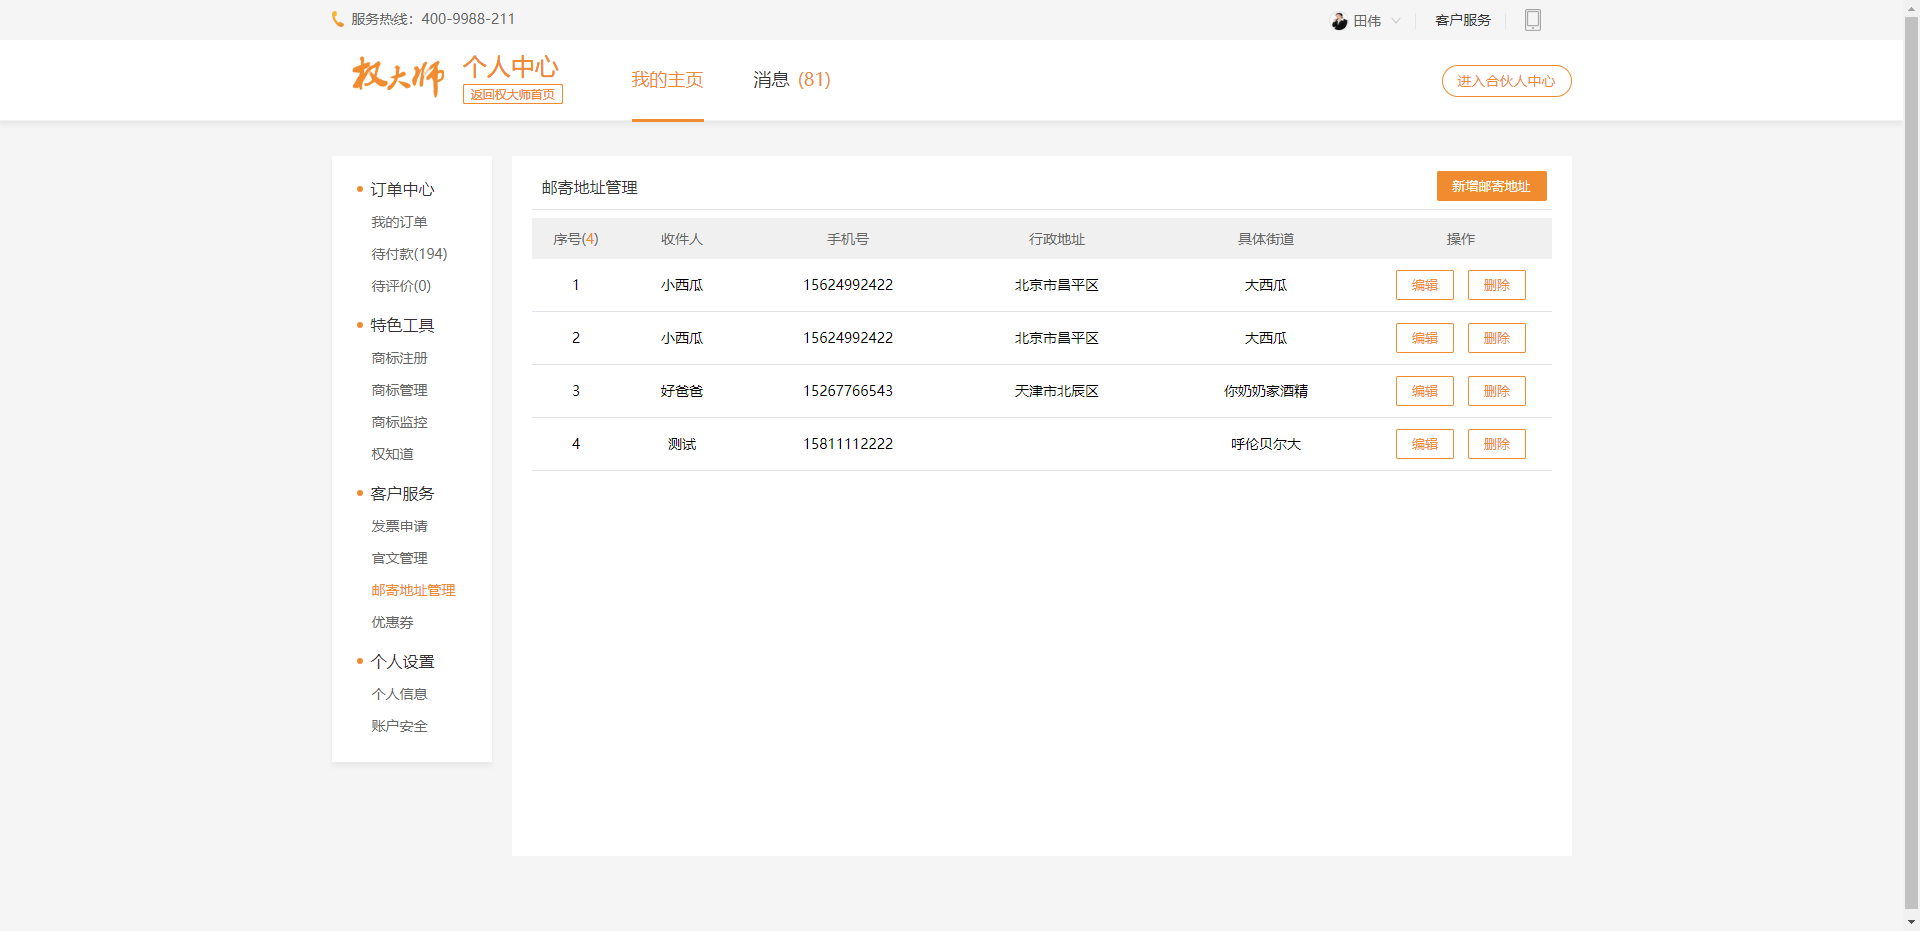 服务热线：400-9988-211
田伟 客户服务
权大师 个人中心
返回权大师首页
我的主页 消息 (81)
进入合伙人中心
订单中心
我的订单
待付款(194)
待评价(0)
特色工具
商标注册
商标管理
商标监控
权知道
客户服务
发票申请
官文管理
邮寄地址管理
优惠券
个人设置
个人信息
账户安全
邮寄地址管理 新增邮寄地址
序号(4) 收件人 手机号 行政地址 具体街道 操作
1 小西瓜 15624992422 北京市昌平区 大西瓜 编辑 删除
2 小西瓜 15624992422 北京市昌平区 大西瓜 编辑 删除
3 好爸爸 15267766543 天津市北辰区 你奶奶家酒精 编辑 删除
4 测试 15811112222 呼伦贝尔大 编辑 删除